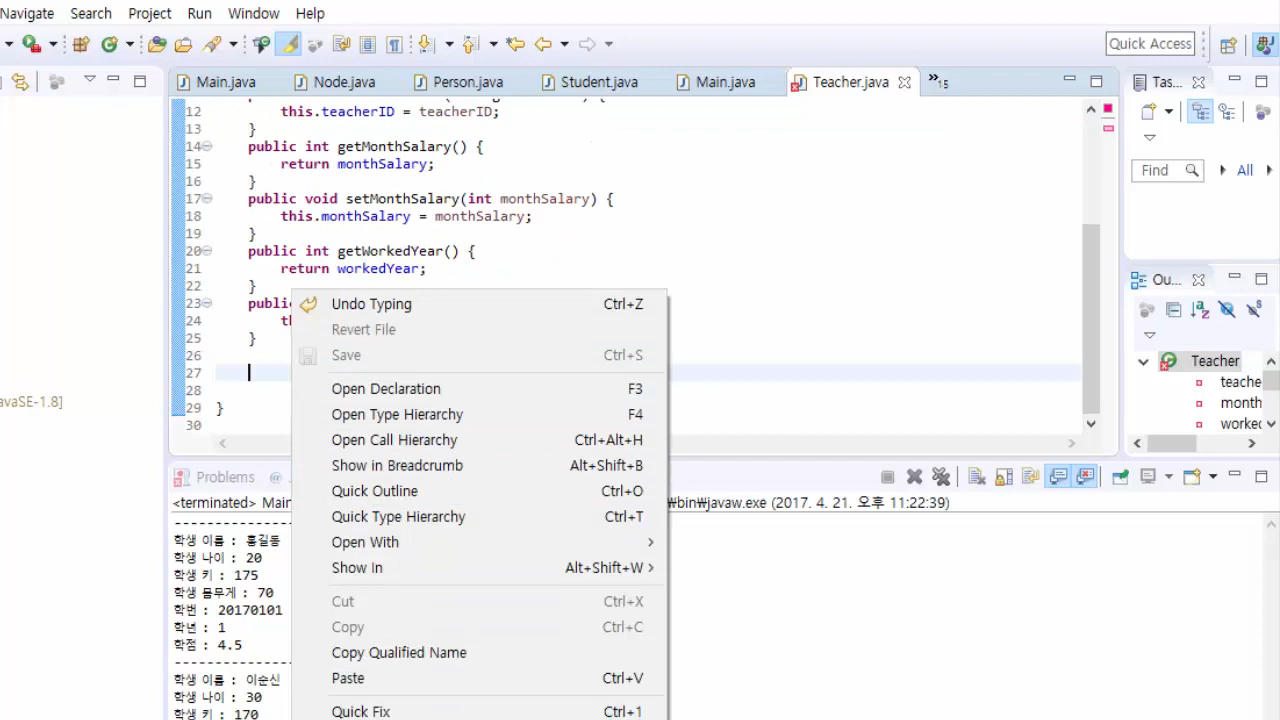 Navigate Search Project Run Window Help
Quick Access
Main.java Node.java Person.java Student.java Main.java Teacher.java 15
Tas...
12 this.teacherID = teacherID;
13 }
14 public int getMonthSalary() {
15 return monthSalary;
16 }
17 public void setMonthSalary(int monthSalary) {
18 this.monthSalary = monthSalary;
19 }
20 public int getWorkedYear() {
21 return workedYear;
22 }
23 publi
24 th
25 }
26
27
28
29 }
30
Find All
Ou...
Teacher
teache
month
worke
avaSE-1.8]
Undo Typing Ctrl+Z
Revert File
Save Ctrl+S
Open Declaration F3
Open Type Hierarchy F4
Open Call Hierarchy Ctrl+Alt+H
Show in Breadcrumb Alt+Shift+B
Quick Outline Ctrl+O
Quick Type Hierarchy Ctrl+T
Open With
Show In Alt+Shift+W
Cut Ctrl+X
Copy Ctrl+C
Copy Qualified Name
Paste Ctrl+V
Quick Fix Ctrl+1
Problems @
<terminated> Main ₩bin₩javaw.exe (2017. 4. 21. 오후 11:22:39)
---------------
학생 이름 : 홍길동
학생 나이 : 20
학생 키 : 175
학생 몸무게 : 70
학번 : 20170101
학년 : 1
학점 : 4.5
---------------
학생 이름 : 이순신
학생 나이 : 30
학생 키 : 170